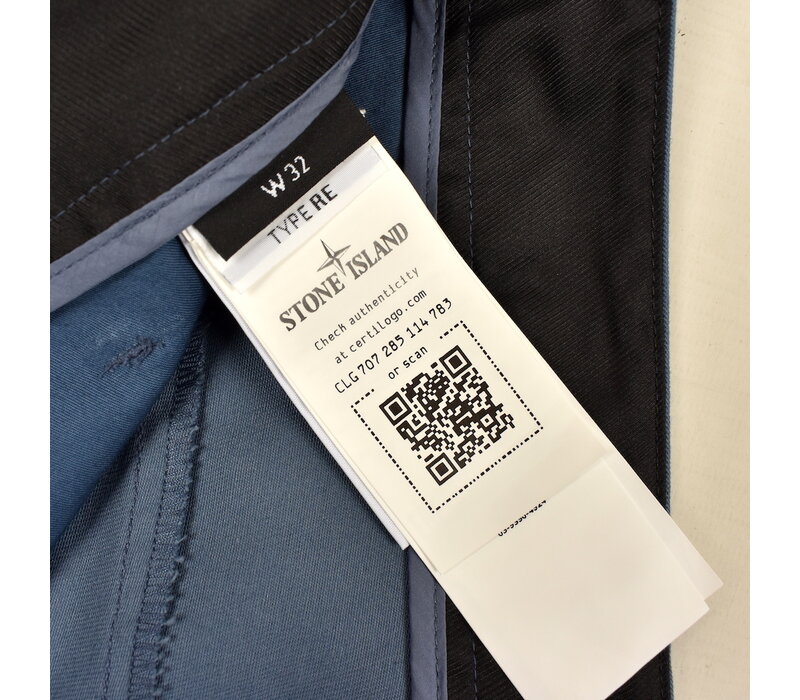 W 32
TYPE RE
STONE ISLAND
Check authenticity
at certilogo.com
CLG 707 285 114 783
or scan